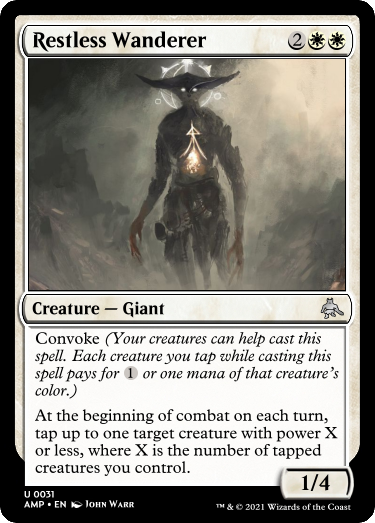 Restless Wanderer 2
Creature — Giant
Convoke (Your creatures can help cast this
spell. Each creature you tap while casting this
spell pays for 1 or one mana of that creature's
color.)
At the beginning of combat on each turn,
tap up to one target creature with power X
or less, where X is the number of tapped
creatures you control.
1/4
U 0031
AMP • EN John Warr
™ & © 2021 Wizards of the Coast